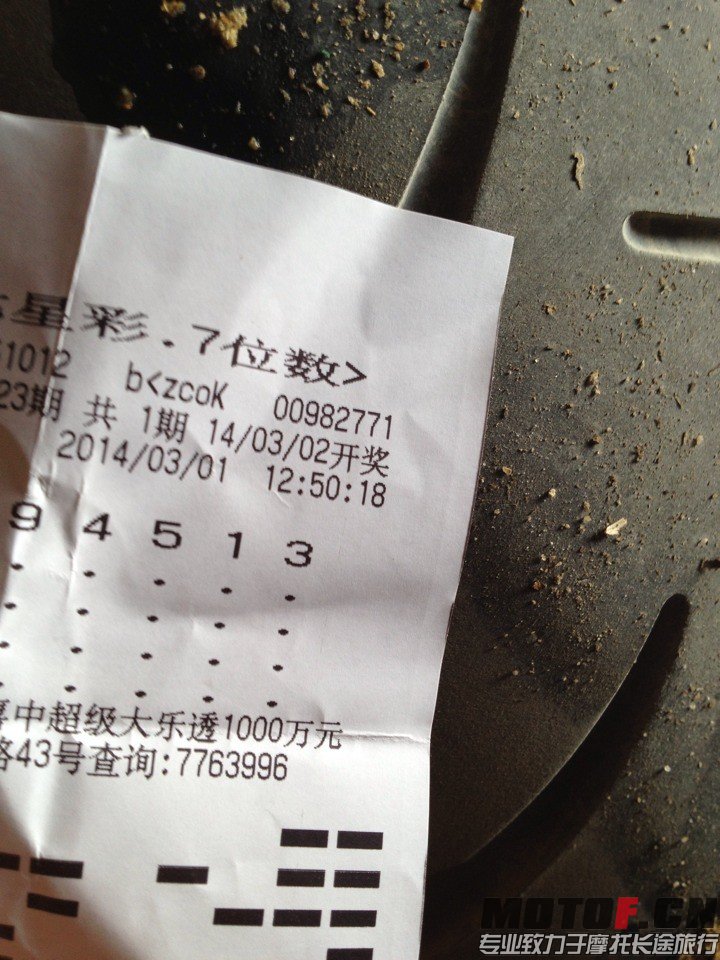 星彩.7位数>
1012 b<zcoK 00982771
23期 共 1期 14/03/02开奖
2014/03/01 12:50:18
9 4 5 1 3
中超级大乐透1000万元
路43号查询:7763996
MOTOF.CN
专业致力于摩托长途旅行